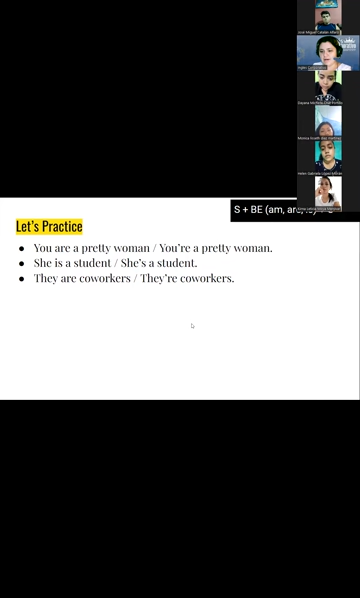 S + BE (am, are,
Let's Practice
● You are a pretty woman / You're a pretty woman.
● She is a student / She's a student.
● They are coworkers / They're coworkers.